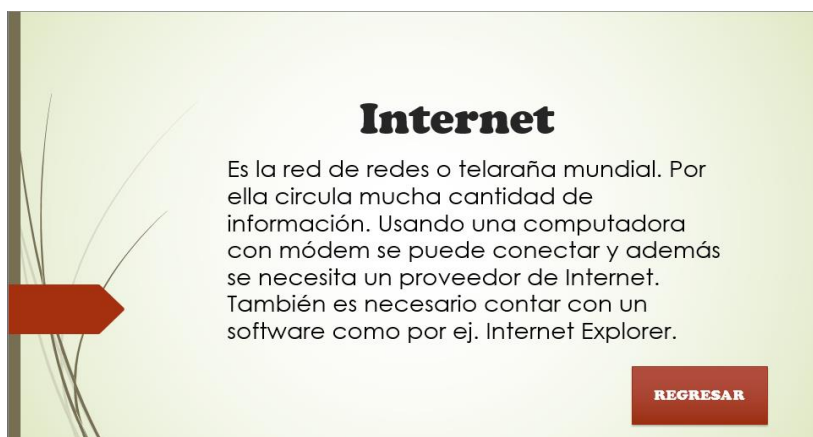 Internet
Es la red de redes o telaraña mundial. Por
ella circula mucha cantidad de
información. Usando una computadora
con módem se puede conectar y además
se necesita un proveedor de Internet.
También es necesario contar con un
software como por ej. Internet Explorer.
REGRESAR